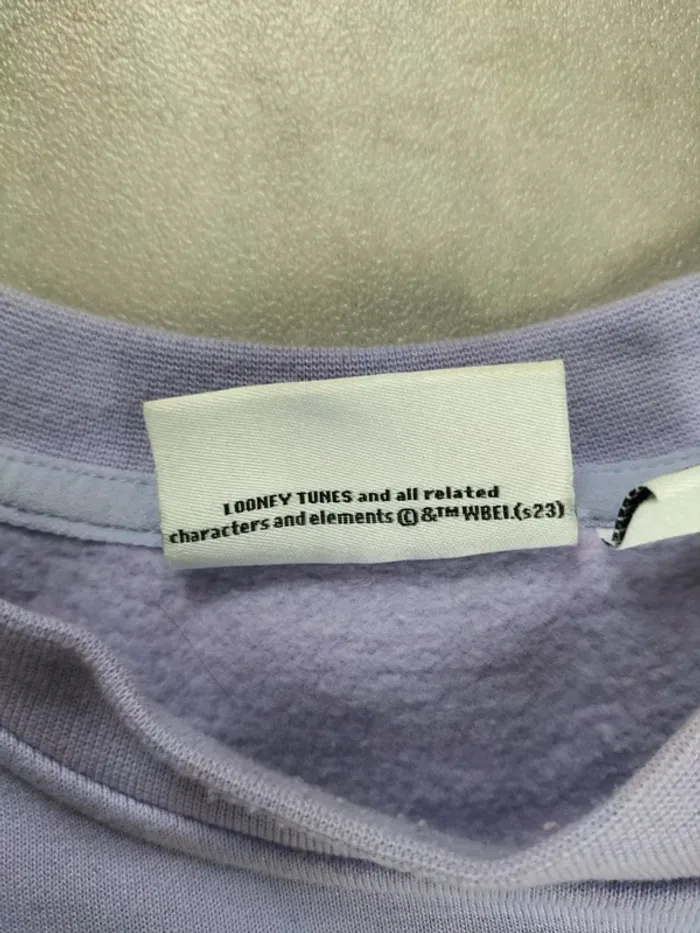 LOONEY TUNES and all related
characters and elements ©&™ WBEI.(s23)